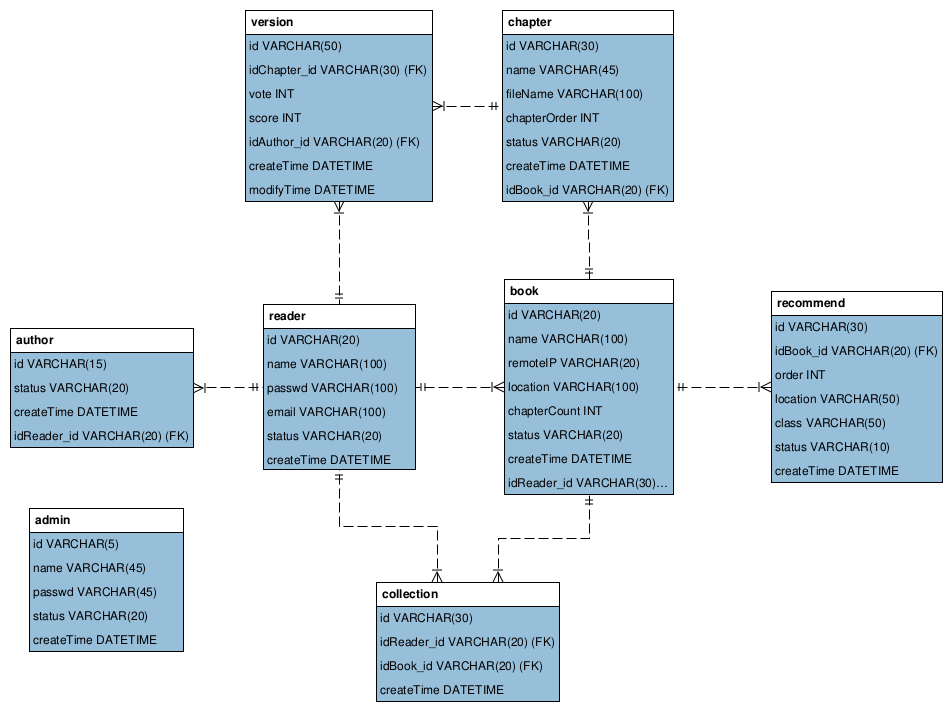 version
id VARCHAR(50)
idChapter_id VARCHAR(30) (FK)
vote INT
score INT
idAuthor_id VARCHAR(20) (FK)
createTime DATETIME
modifyTime DATETIME
chapter
id VARCHAR(30)
name VARCHAR(45)
fileName VARCHAR(100)
chapterOrder INT
status VARCHAR(20)
createTime DATETIME
idBook_id VARCHAR(20) (FK)
author
id VARCHAR(15)
status VARCHAR(20)
createTime DATETIME
idReader_id VARCHAR(20) (FK)
reader
id VARCHAR(20)
name VARCHAR(100)
passwd VARCHAR(100)
email VARCHAR(100)
status VARCHAR(20)
createTime DATETIME
book
id VARCHAR(20)
name VARCHAR(100)
remoteIP VARCHAR(20)
location VARCHAR(100)
chapterCount INT
status VARCHAR(20)
createTime DATETIME
idReader_id VARCHAR(30)...
recommend
id VARCHAR(30)
idBook_id VARCHAR(20) (FK)
order INT
location VARCHAR(50)
class VARCHAR(50)
status VARCHAR(10)
createTime DATETIME
admin
id VARCHAR(5)
name VARCHAR(45)
passwd VARCHAR(45)
status VARCHAR(20)
createTime DATETIME
collection
id VARCHAR(30)
idReader_id VARCHAR(20) (FK)
idBook_id VARCHAR(20) (FK)
createTime DATETIME